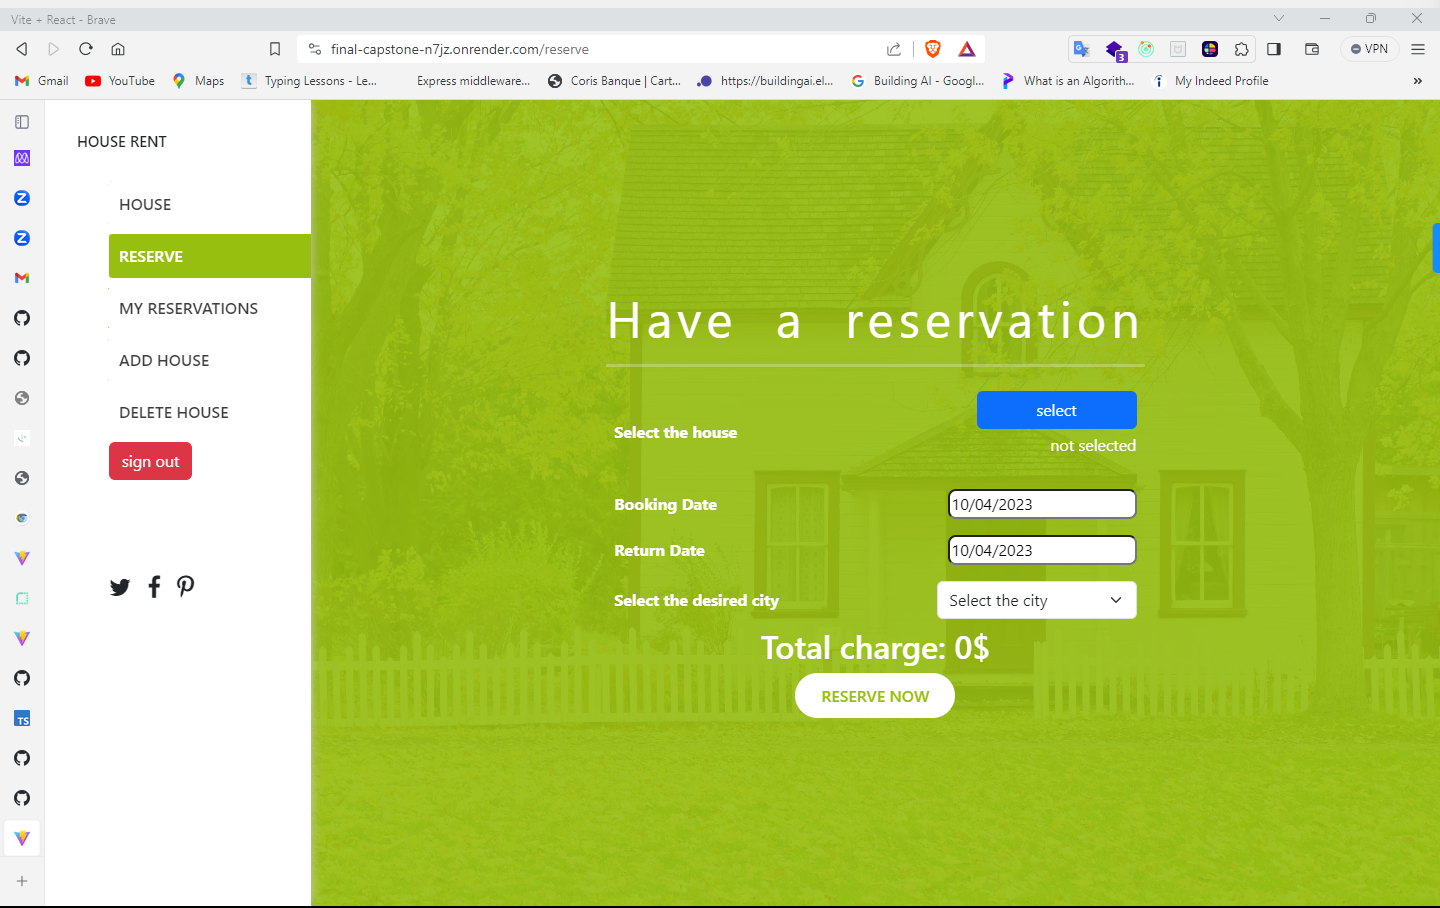 Vite + React - Brave
final-capstone-n7jz.onrender.com/reserve
3
VPN
Gmail
YouTube
Maps
Typing Lessons - Le...
Express middleware...
Coris Banque | Cart...
https://buildingai.el...
Building AI - Googl...
What is an Algorith...
My Indeed Profile
»
HOUSE RENT
HOUSE
RESERVE
MY RESERVATIONS
ADD HOUSE
DELETE HOUSE
sign out
TS
Have a reservation
Select the house
select
not selected
Booking Date
10/04/2023
Return Date
10/04/2023
Select the desired city
Select the city
Total charge: 0$
RESERVE NOW